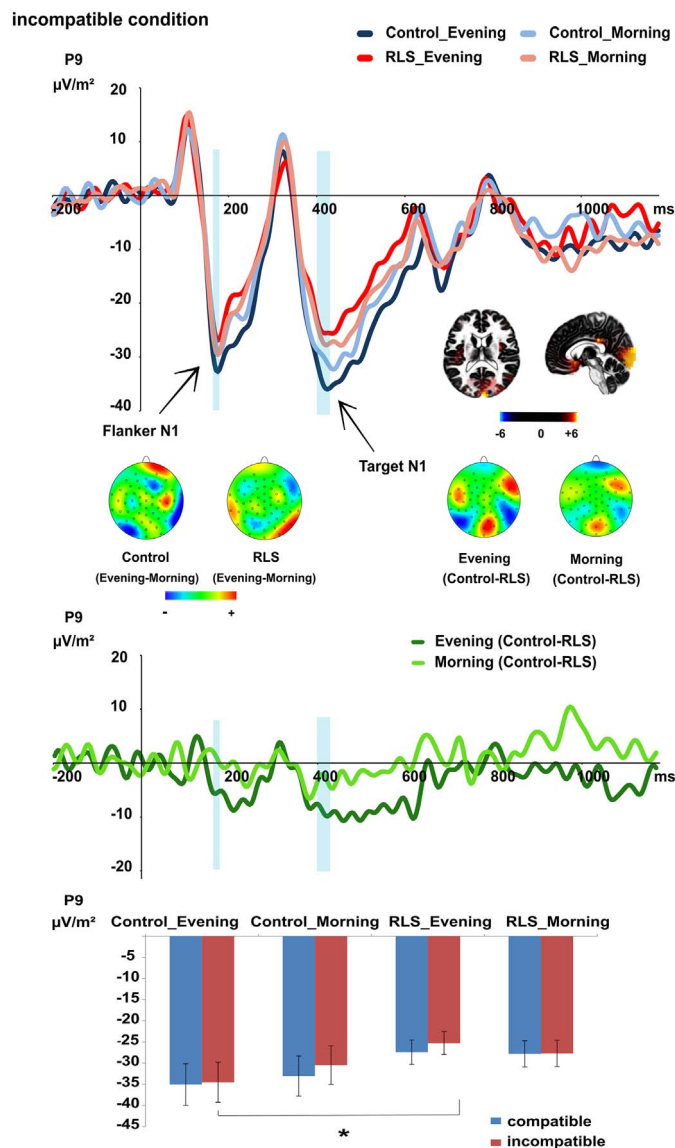 incompatible condition
Control_Evening Control_Morning
RLS_Evening RLS_Morning
P9
µV/m²
20
10
-200 200 400 600 800 1000 ms
-10
-20
-30
-40
-6 0 +6
Flanker N1
Target N1
Control RLS Evening Morning
(Evening-Morning) (Evening-Morning) (Control-RLS) (Control-RLS)
- +
P9
µV/m²
Evening (Control-RLS)
Morning (Control-RLS)
20
10
-200 200 400 600 800 1000 ms
-10
-20
P9
µV/m²
Control_Evening Control_Morning RLS_Evening RLS_Morning
-5
-10
-15
-20
-25
-30
-35
-40
-45
*
compatible
incompatible